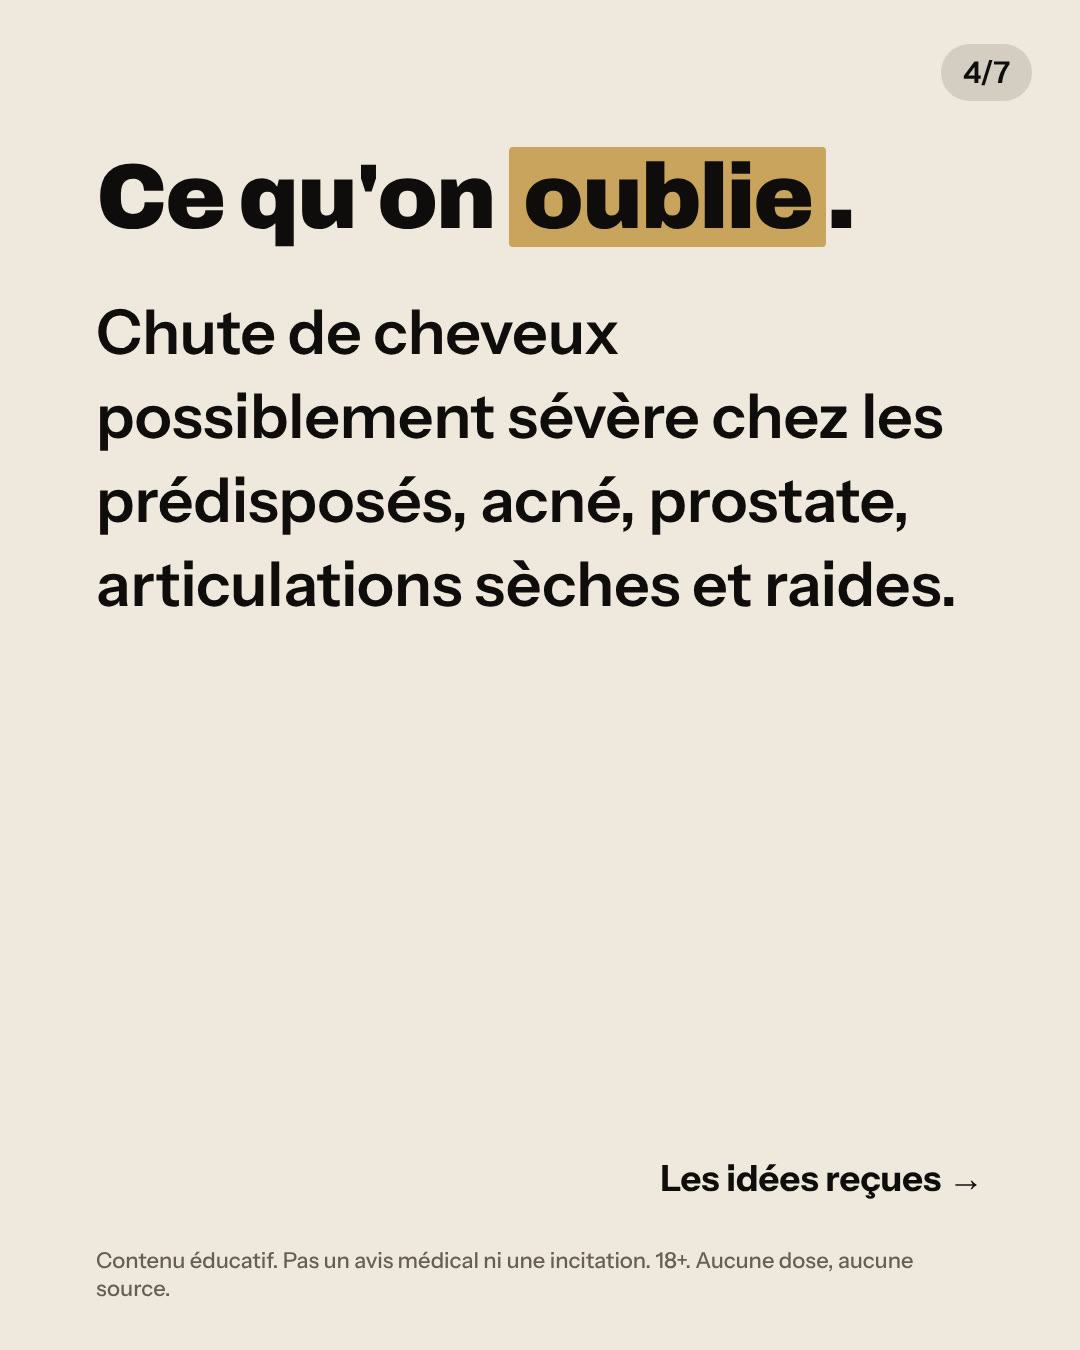 4/7
Ce qu'on oublie.
Chute de cheveux
possiblement sévère chez les
prédisposés, acné, prostate,
articulations sèches et raides.
Les idées reçues →
Contenu éducatif. Pas un avis médical ni une incitation. 18+. Aucune dose, aucune
source.